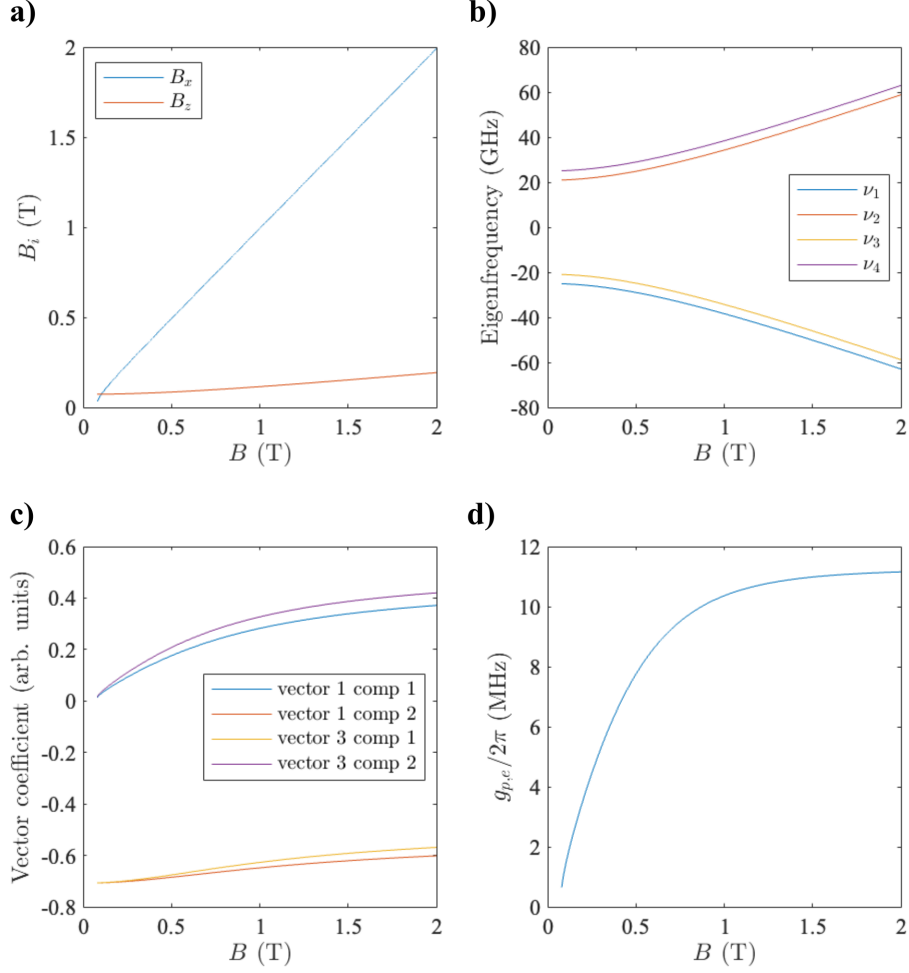 a)
2
1.5
1
0.5
0
B_i (T)
B_x
B_z
0 0.5 1 1.5 2
B (T)
b)
80
60
40
20
0
-20
-40
-60
-80
Eigenfrequency (GHz)
ν_1
ν_2
ν_3
ν_4
0 0.5 1 1.5 2
B (T)
c)
0.6
0.4
0.2
0
-0.2
-0.4
-0.6
-0.8
Vector coefficient (arb. units)
vector 1 comp 1
vector 1 comp 2
vector 3 comp 1
vector 3 comp 2
0 0.5 1 1.5 2
B (T)
d)
12
10
8
6
4
2
0
g_{p,e}/2π (MHz)
0 0.5 1 1.5 2
B (T)